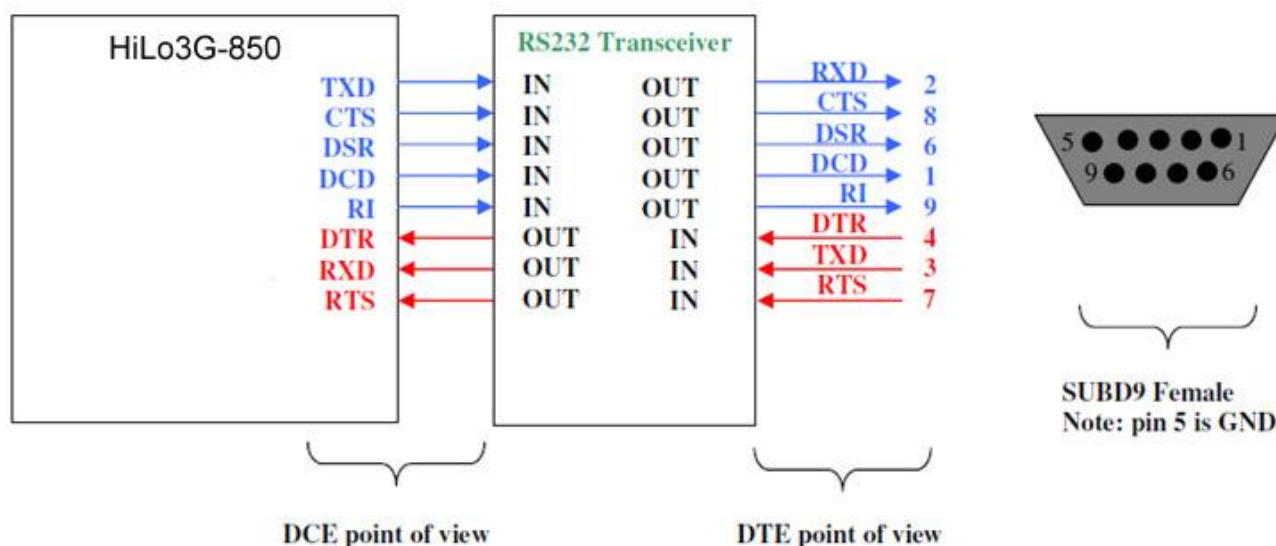 HiLo3G-850
RS232 Transceiver
TXD IN OUT RXD 2
CTS IN OUT CTS 8
DSR IN OUT DSR 6
DCD IN OUT DCD 1
RI IN OUT RI 9
DTR OUT IN DTR 4
RXD OUT IN TXD 3
RTS OUT IN RTS 7
5 1
9 6
SUBD9 Female
Note: pin 5 is GND
DCE point of view
DTE point of view